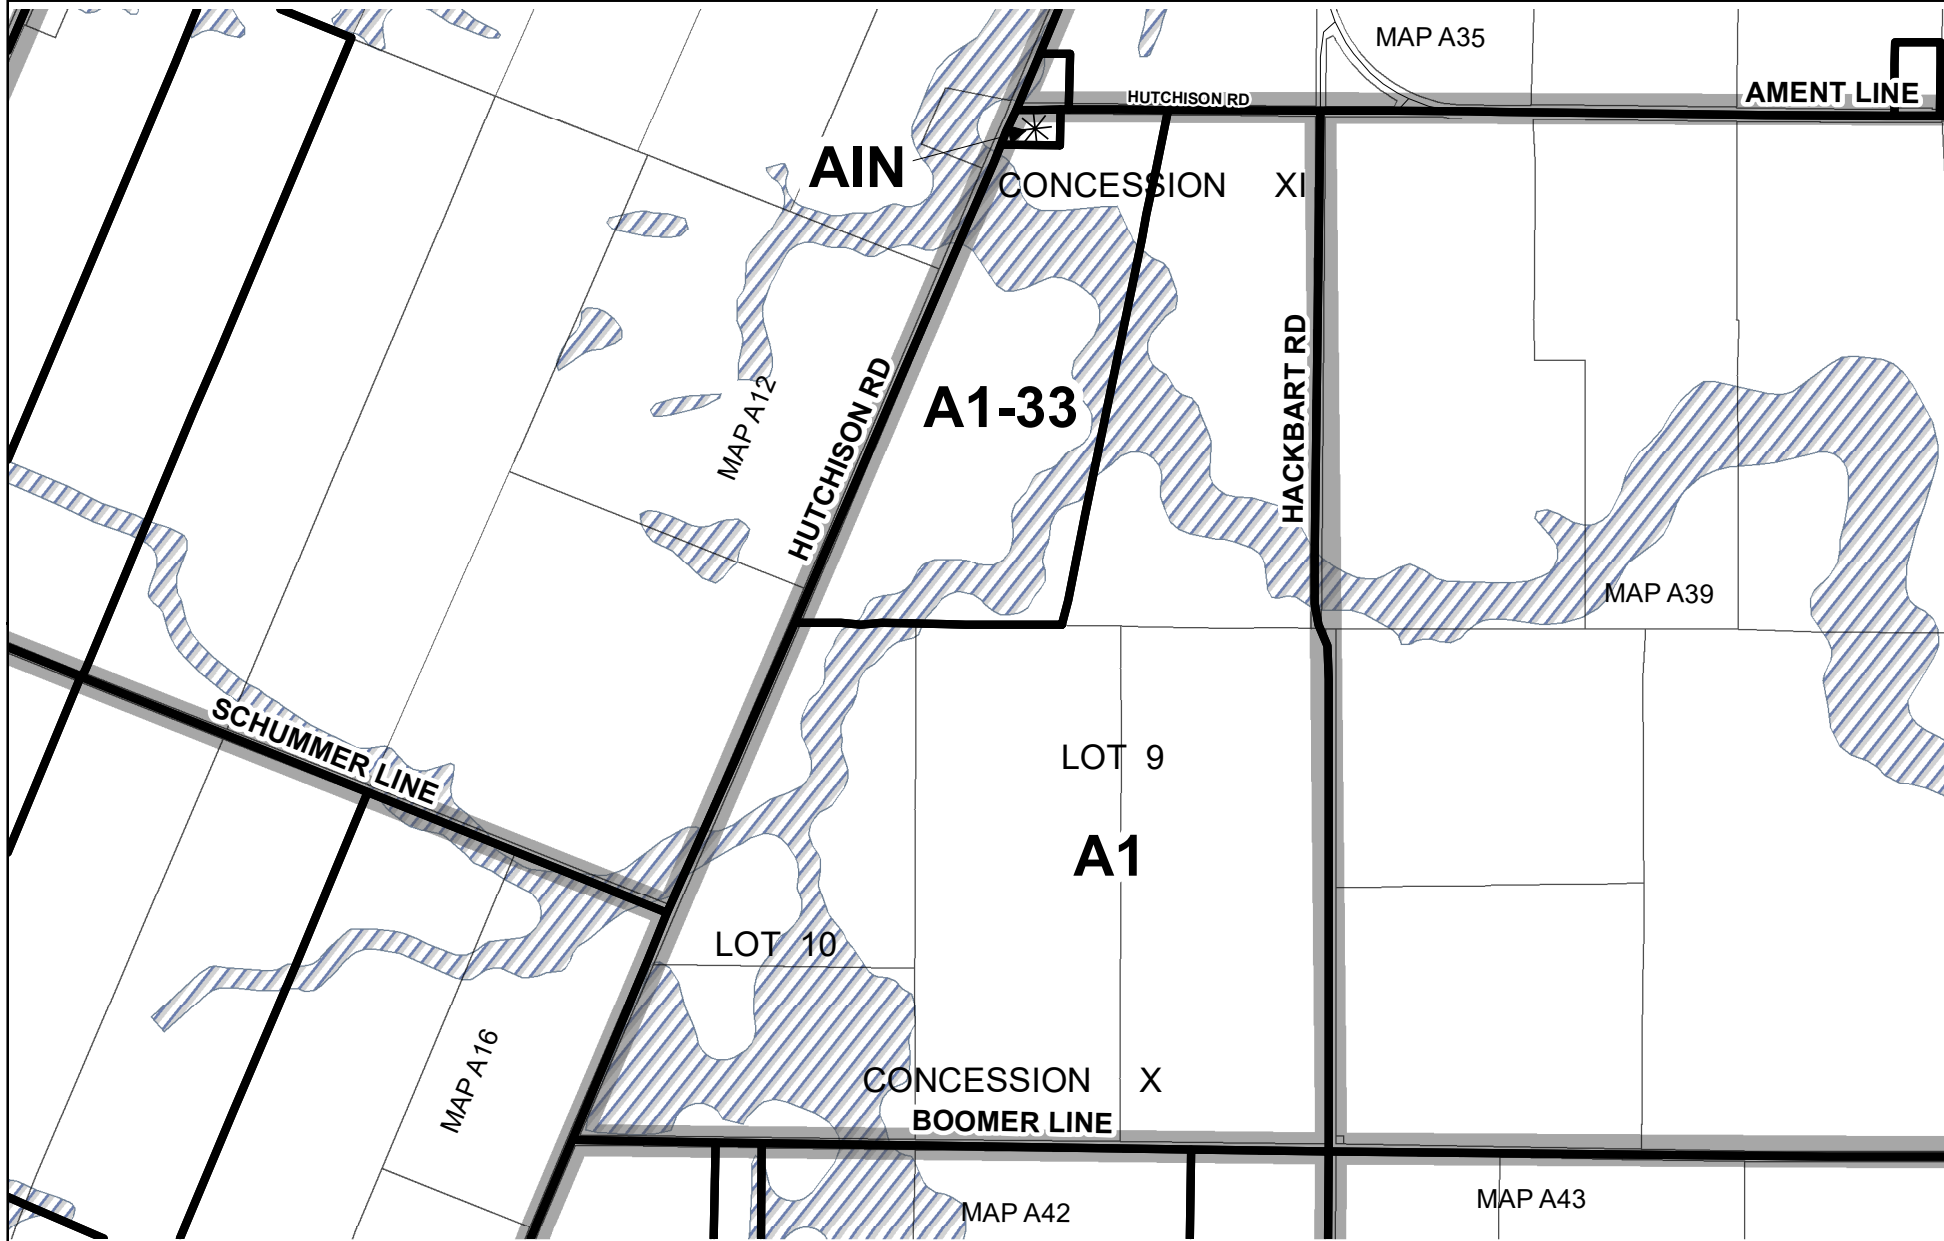 MAP A35
HUTCHISON RD
AMENT LINE
AIN
CONCESSION XI
HUTCHISON RD
A1-33
HACKBART RD
MAP A12
MAP A39
SCHUMMER LINE
LOT 9
A1
LOT 10
MAP A16
CONCESSION X
BOOMER LINE
MAP A42
MAP A43